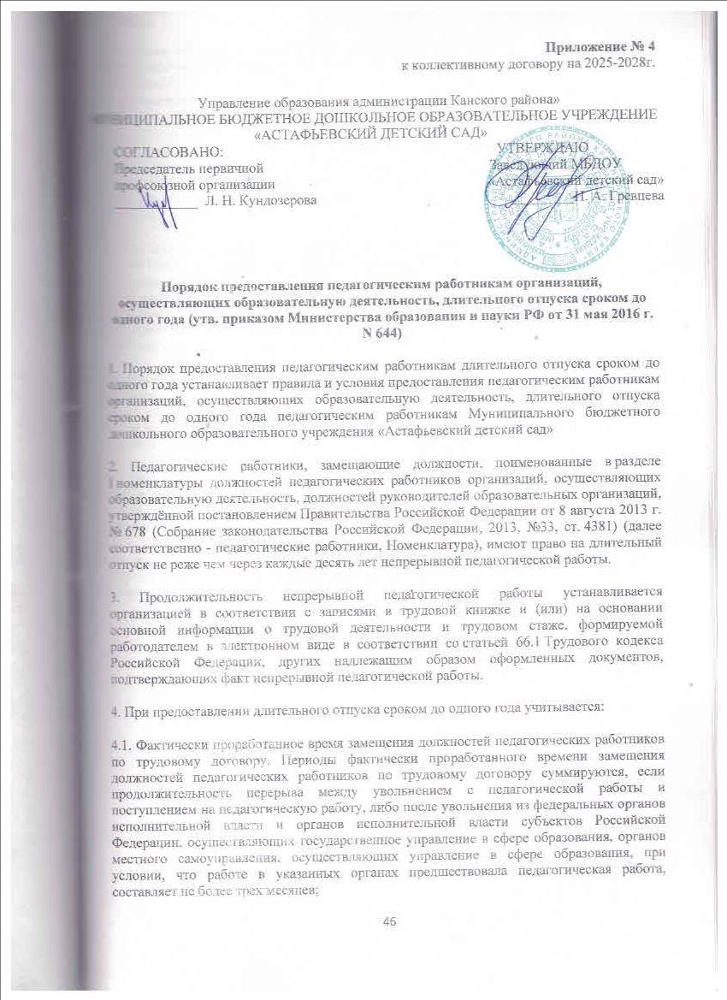 Приложение № 4
к коллективному договору на 2025-2028г.
Управление образования администрации Канского района»
МУНИЦИПАЛЬНОЕ БЮДЖЕТНОЕ ДОШКОЛЬНОЕ ОБРАЗОВАТЕЛЬНОЕ УЧРЕЖДЕНИЕ
«АСТАФЬЕВСКИЙ ДЕТСКИЙ САД»
СОГЛАСОВАНО:
Председатель первичной
профсоюзной организации
____________ Л. Н. Кундозерова
УТВЕРЖДАЮ
Заведующий МБДОУ
«Астафьевский детский сад»
А. Гревцева
Порядок предоставления педагогическим работникам организаций,
осуществляющих образовательную деятельность, длительного отпуска сроком до
одного года (утв. приказом Министерства образования и науки РФ от 31 мая 2016 г.
N 644)
1. Порядок предоставления педагогическим работникам длительного отпуска сроком до
одного года устанавливает правила и условия предоставления педагогическим работникам
организаций, осуществляющих образовательную деятельность, длительного отпуска
сроком до одного года педагогическим работникам Муниципального бюджетного
дошкольного образовательного учреждения «Астафьевский детский сад»
2. Педагогические работники, замещающие должности, поименованные в разделе
I номенклатуры должностей педагогических работников организаций, осуществляющих
образовательную деятельность, должностей руководителей образовательных организаций,
утверждённой постановлением Правительства Российской Федерации от 8 августа 2013 г.
№ 678 (Собрание законодательства Российской Федерации, 2013, №33, ст. 4381) (далее
соответственно - педагогические работники, Номенклатура), имеют право на длительный
отпуск не реже чем через каждые десять лет непрерывной педагогической работы.
3. Продолжительность непрерывной педагогической работы устанавливается
организацией в соответствии с записями в трудовой книжке и (или) на основании
основной информации о трудовой деятельности и трудовом стаже, формируемой
работодателем в электронном виде в соответствии со статьей 66.1 Трудового кодекса
Российской Федерации, других надлежащим образом оформленных документов,
подтверждающих факт непрерывной педагогической работы.
4. При предоставлении длительного отпуска сроком до одного года учитывается:
4.1. Фактически проработанное время замещения должностей педагогических работников
по трудовому договору. Периоды фактически проработанного времени замещения
должностей педагогических работников по трудовому договору суммируются, если
продолжительность перерыва между увольнением с педагогической работы и
поступлением на педагогическую работу, либо после увольнения из федеральных органов
исполнительной власти и органов исполнительной власти субъектов Российской
Федерации, осуществляющих государственное управление в сфере образования, органов
местного самоуправления, осуществляющих управление в сфере образования, при
условии, что работе в указанных органах предшествовала педагогическая работа,
составляет не более трех месяцев;
46